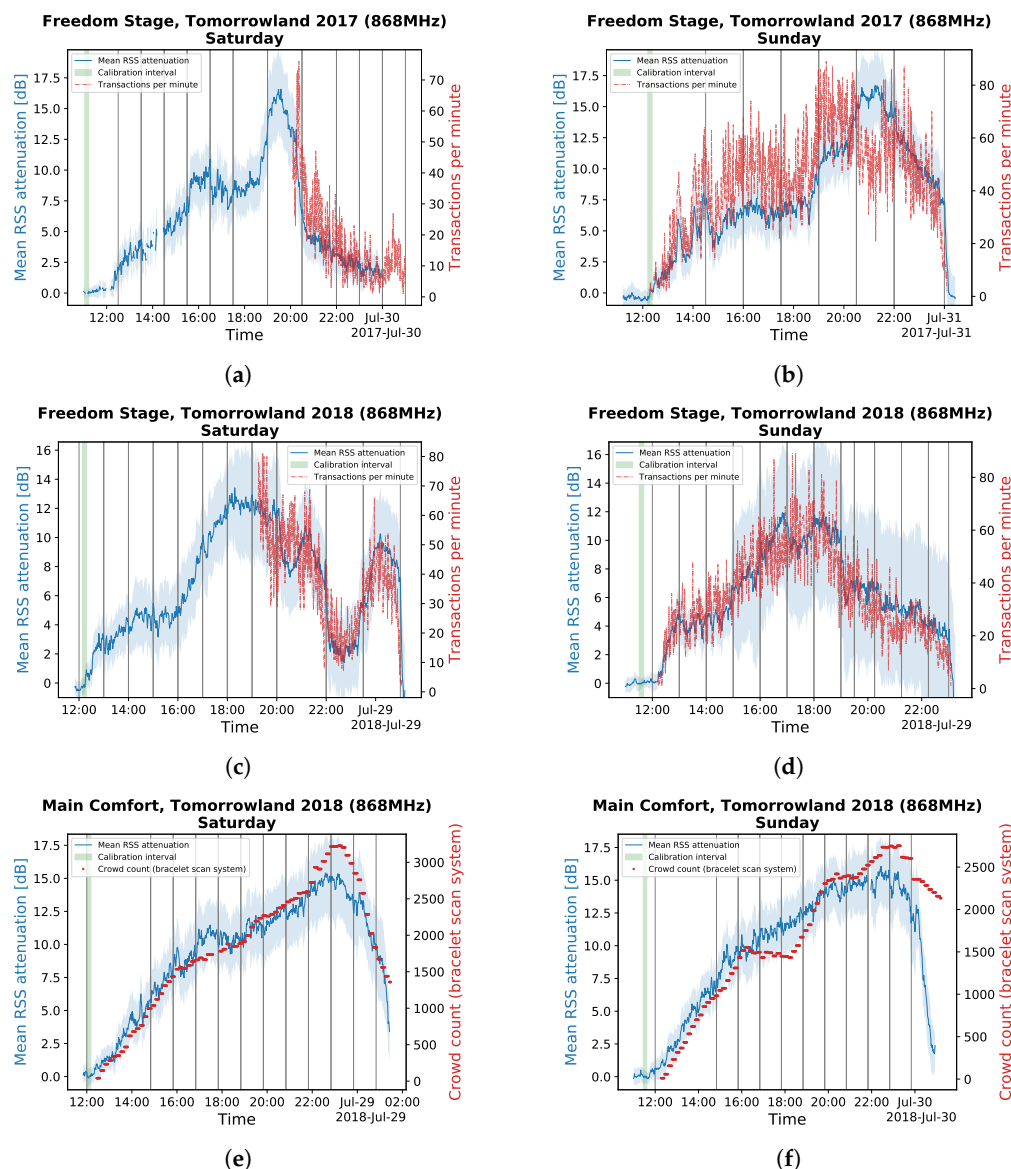 Freedom Stage, Tomorrowland 2017 (868MHz)
Saturday
Mean RSS attenuation [dB]
17.5
15.0
12.5
10.0
7.5
5.0
2.5
0.0
Mean RSS attenuation
Calibration interval
Transactions per minute
70
60
50
40
30
20
10
0
Transactions per minute
12:00 14:00 16:00 18:00 20:00 22:00 Jul-30
Time
2017-Jul-30
(a)
Freedom Stage, Tomorrowland 2017 (868MHz)
Sunday
Mean RSS attenuation [dB]
17.5
15.0
12.5
10.0
7.5
5.0
2.5
0.0
Mean RSS attenuation
Calibration interval
Transactions per minute
80
60
40
20
0
Transactions per minute
12:00 14:00 16:00 18:00 20:00 22:00 Jul-31
Time
2017-Jul-31
(b)
Freedom Stage, Tomorrowland 2018 (868MHz)
Saturday
Mean RSS attenuation [dB]
16
14
12
10
8
6
4
2
0
Mean RSS attenuation
Calibration interval
Transactions per minute
80
70
60
50
40
30
20
10
0
Transactions per minute
12:00 14:00 16:00 18:00 20:00 22:00 Jul-29
Time
2018-Jul-29
(c)
Freedom Stage, Tomorrowland 2018 (868MHz)
Sunday
Mean RSS attenuation [dB]
16
14
12
10
8
6
4
2
0
Mean RSS attenuation
Calibration interval
Transactions per minute
80
60
40
20
0
Transactions per minute
12:00 14:00 16:00 18:00 20:00 22:00
Time
2018-Jul-29
(d)
Main Comfort, Tomorrowland 2018 (868MHz)
Saturday
Mean RSS attenuation [dB]
17.5
15.0
12.5
10.0
7.5
5.0
2.5
0.0
Mean RSS attenuation
Calibration interval
Crowd count (bracelet scan system)
3000
2500
2000
1500
1000
500
0
Crowd count (bracelet scan system)
12:00 14:00 16:00 18:00 20:00 22:00 Jul-29 02:00
Time
2018-Jul-29
(e)
Main Comfort, Tomorrowland 2018 (868MHz)
Sunday
Mean RSS attenuation [dB]
17.5
15.0
12.5
10.0
7.5
5.0
2.5
0.0
Mean RSS attenuation
Calibration interval
Crowd count (bracelet scan system)
2500
2000
1500
1000
500
0
Crowd count (bracelet scan system)
12:00 14:00 16:00 18:00 20:00 22:00 Jul-30
Time
2018-Jul-30
(f)